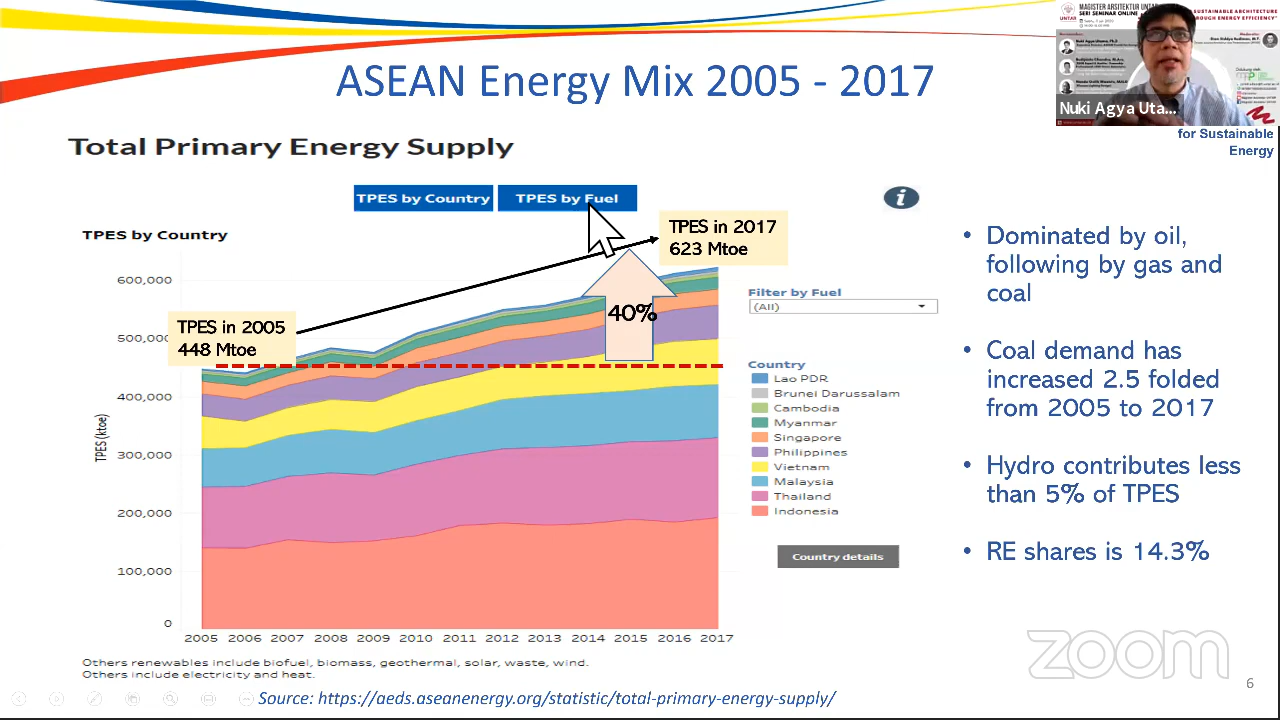 ASEAN Energy Mix 2005 - 2017
MAGISTER ARSITEKTUR UNTAR
SERI SEMINAR ONLINE
UNTAR
Nuki Agya Uta...
for Sustainable
Energy
Total Primary Energy Supply
TPES by Country
TPES by Fuel
i
TPES by Country
TPES in 2017
623 Mtoe
TPES in 2005
448 Mtoe
40%
600,000
500,000
400,000
300,000
200,000
100,000
0
TPES (ktoe)
2005 2006 2007 2008 2009 2010 2011 2012 2013 2014 2015 2016 2017
Filter by Fuel
(All)
Country
Lao PDR
Brunei Darussalam
Cambodia
Myanmar
Singapore
Philippines
Vietnam
Malaysia
Thailand
Indonesia
Country details
• Dominated by oil,
following by gas and
coal
• Coal demand has
increased 2.5 folded
from 2005 to 2017
• Hydro contributes less
than 5% of TPES
• RE shares is 14.3%
Others renewables include biofuel, biomass, geothermal, solar, waste, wind.
Others include electricity and heat.
Source: https://aeds.aseanenergy.org/statistic/total-primary-energy-supply/
zoom
6